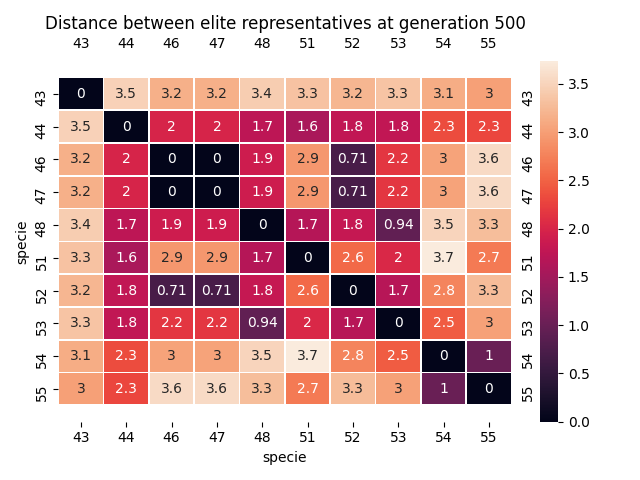 Distance between elite representatives at generation 500
43 44 46 47 48 51 52 53 54 55
43 0 3.5 3.2 3.2 3.4 3.3 3.2 3.3 3.1 3 43 3.5
44 3.5 0 2 2 1.7 1.6 1.8 1.8 2.3 2.3 44 3.0
46 3.2 2 0 0 1.9 2.9 0.71 2.2 3 3.6 46
47 3.2 2 0 0 1.9 2.9 0.71 2.2 3 3.6 47 2.5
specie 48 3.4 1.7 1.9 1.9 0 1.7 1.8 0.94 3.5 3.3 48 2.0
51 3.3 1.6 2.9 2.9 1.7 0 2.6 2 3.7 2.7 51 1.5
52 3.2 1.8 0.71 0.71 1.8 2.6 0 1.7 2.8 3.3 52
53 3.3 1.8 2.2 2.2 0.94 2 1.7 0 2.5 3 53 1.0
54 3.1 2.3 3 3 3.5 3.7 2.8 2.5 0 1 54 0.5
55 3 2.3 3.6 3.6 3.3 2.7 3.3 3 1 0 55
0.0
43 44 46 47 48 51 52 53 54 55
specie